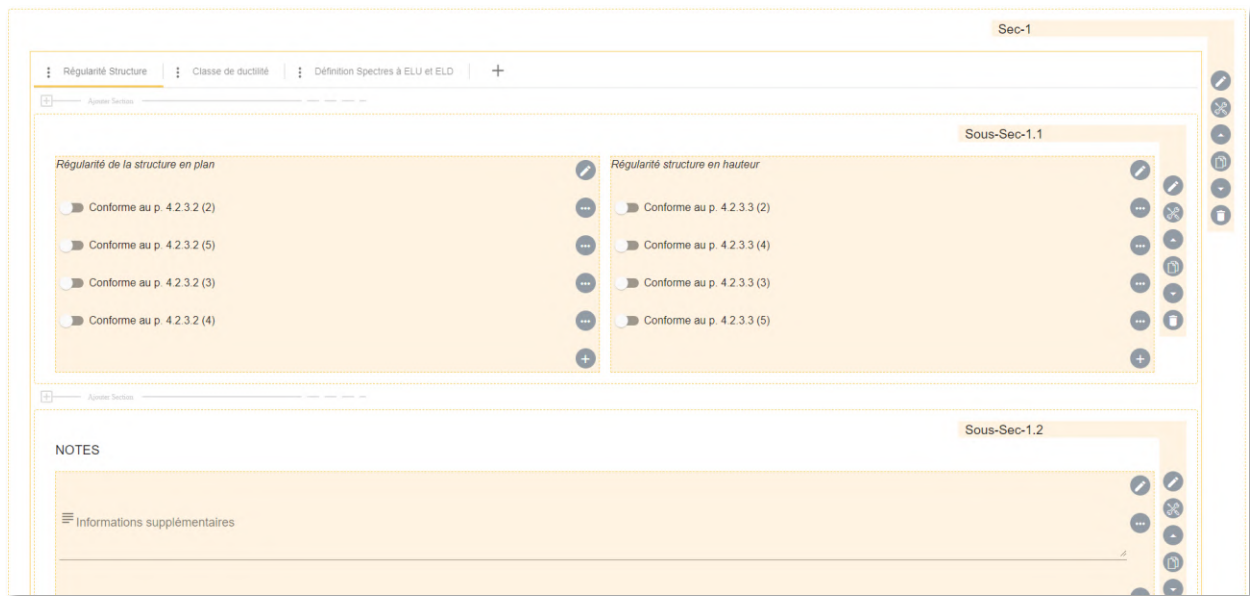 Sec-1
Régularité Structure Classe de ductilité Définition Spectres à ELU et ELD
Ajouter Section
Sous-Sec-1.1
Régularité de la structure en plan
Conforme au p. 4.2.3.2 (2)
Conforme au p. 4.2.3.2 (5)
Conforme au p. 4.2.3.2 (3)
Conforme au p. 4.2.3.2 (4)
Régularité structure en hauteur
Conforme au p. 4.2.3.3 (2)
Conforme au p. 4.2.3.3 (4)
Conforme au p. 4.2.3.3 (3)
Conforme au p. 4.2.3.3 (5)
Ajouter Section
Sous-Sec-1.2
NOTES
Informations supplémentaires